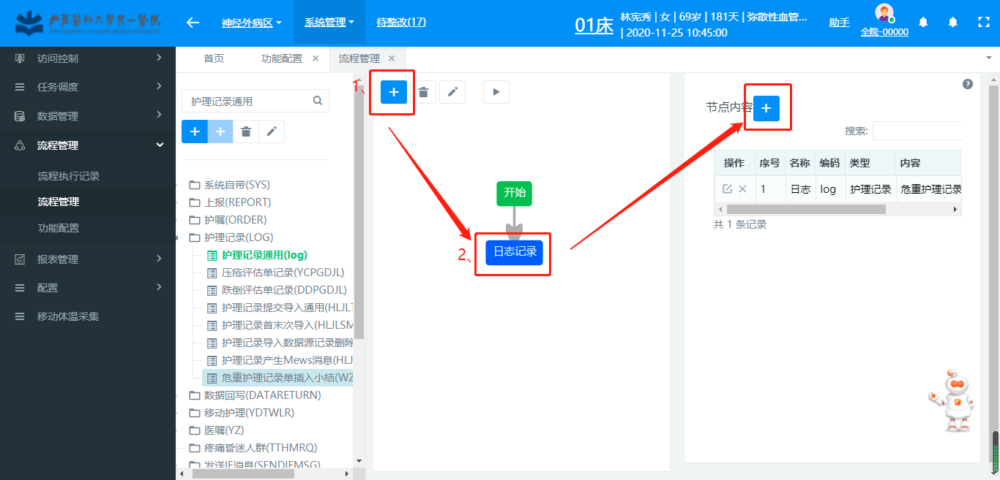 广西医科大学第一医院
神经外病区
系统管理
待整改(17)
01床
林宪秀 | 女 | 69岁 | 181天 | 弥散性血管...
| 2020-11-25 10:45:00
助手
全院-00000
访问控制
任务调度
数据管理
流程管理
流程执行记录
流程管理
功能配置
报表管理
配置
移动体温采集
首页
功能配置
流程管理
护理记录通用
系统自带(SYS)
上报(REPORT)
护嘱(ORDER)
护理记录(LOG)
护理记录通用(log)
压疮评估单记录(YCPGDJL)
跌倒评估单记录(DDPGDJL)
护理记录提交导入通用(HLJLT
护理记录首末次导入(HLJLSM
护理记录导入数据源记录删除
护理记录产生Mews消息(HLJ
危重护理记录单插入小结(WZ
数据回写(DATARETURN)
移动护理(YDTWLR)
医嘱(YZ)
疼痛昏迷人群(TTHMRQ)
发送IE消息(SENDIEMSG)
1、
开始
2、
日志记录
节点内容
搜索:
操作 序号 名称 编码 类型 内容
1 日志 log 护理记录 危重护理记录
共 1 条记录